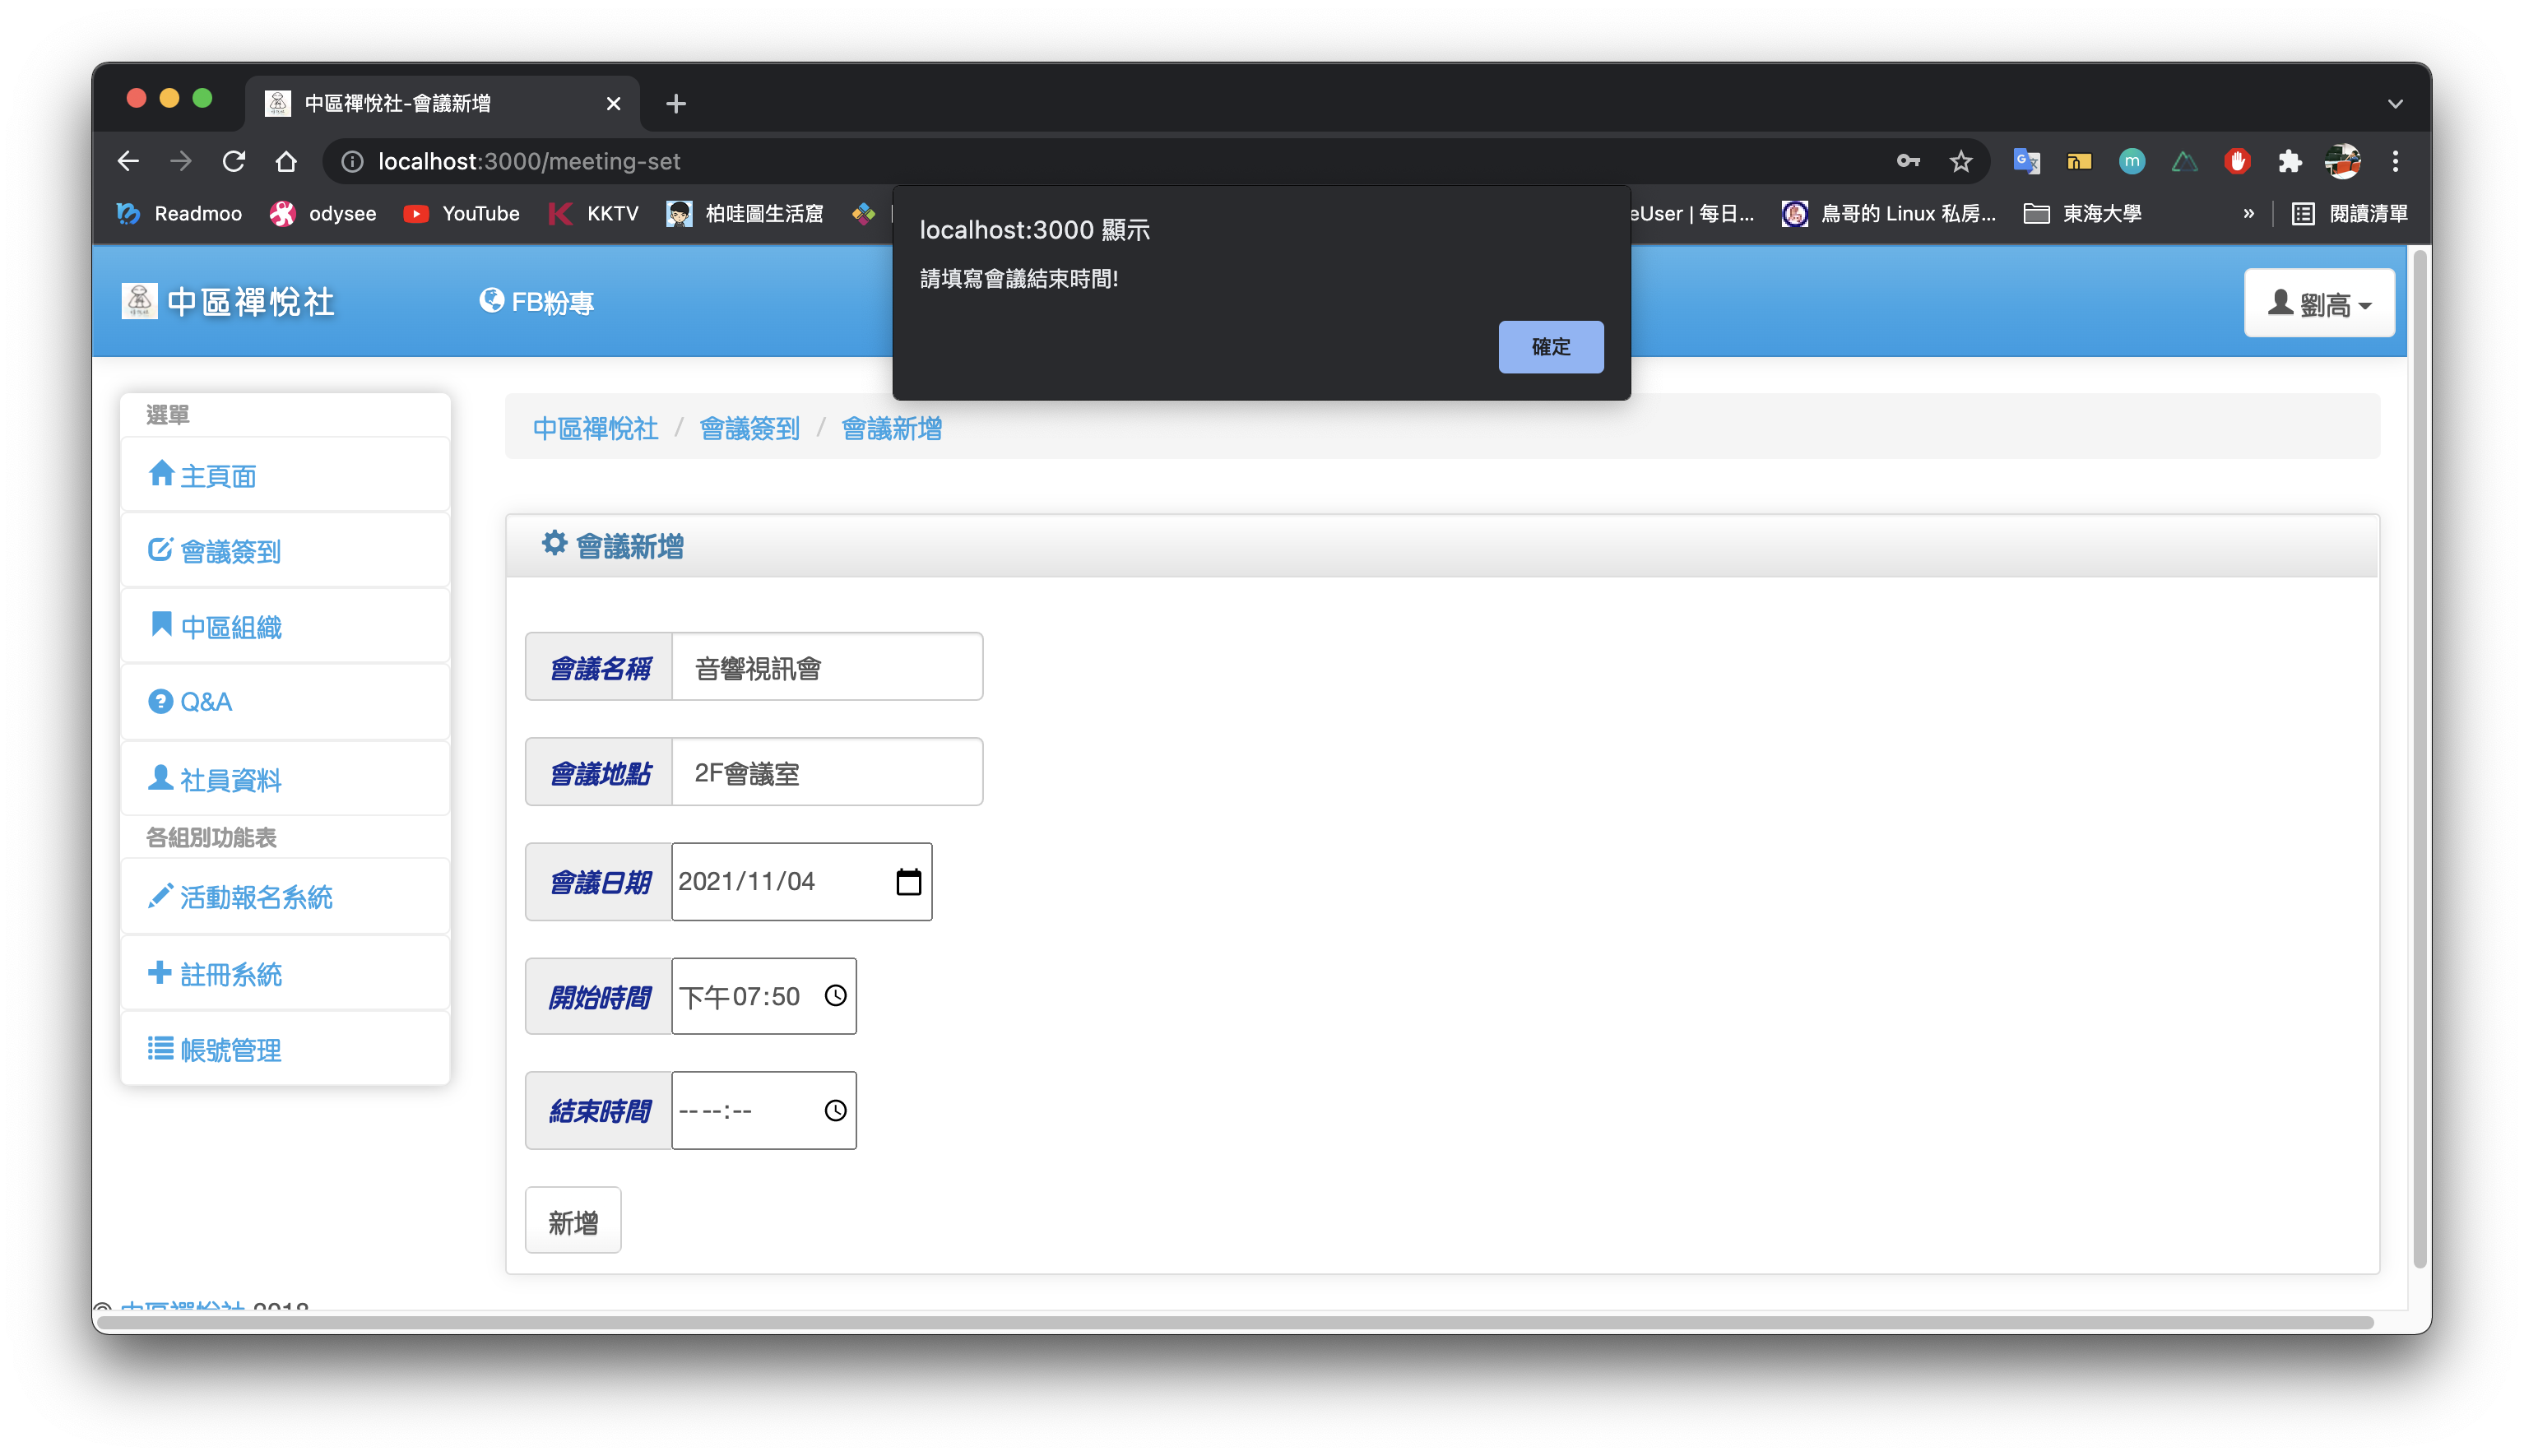 中區禪悅社-會議新增
localhost:3000/meeting-set
Readmoo odysee YouTube KKTV 柏哇圖生活窩 eUser | 每日... 鳥哥的 Linux 私房... 東海大學 » 閱讀清單
localhost:3000 顯示
請填寫會議結束時間!
確定
中區禪悅社 FB粉專 劉高
選單
主頁面
會議簽到
中區組織
Q&A
社員資料
各組別功能表
活動報名系統
註冊系統
帳號管理
中區禪悅社 / 會議簽到 / 會議新增
會議新增
會議名稱 音響視訊會
會議地點 2F會議室
會議日期 2021/11/04
開始時間 下午07:50
結束時間 -- --:--
新增
© 中區禪悅社 2018